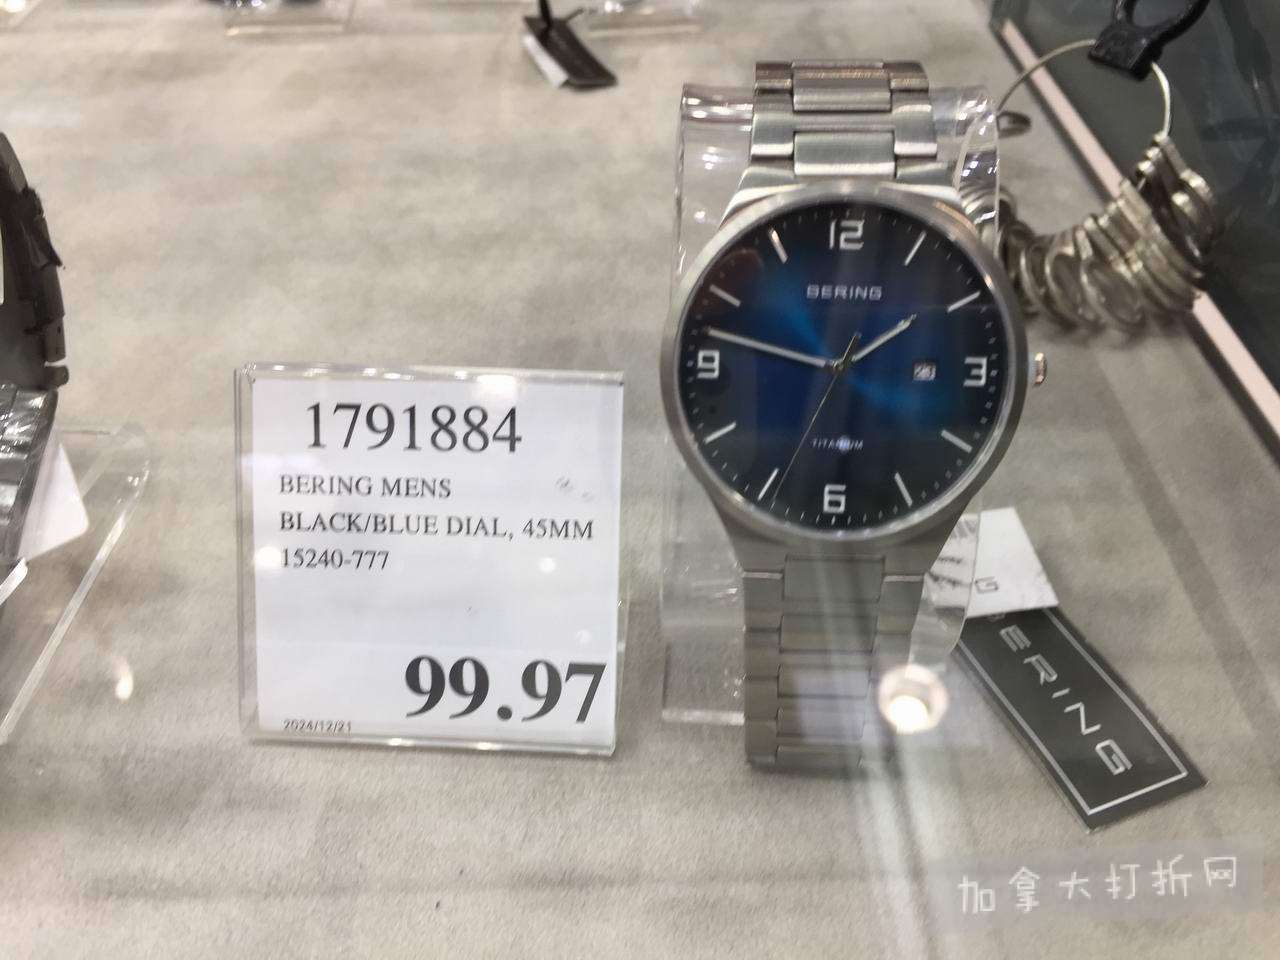 1791884
BERING MENS
BLACK/BLUE DIAL, 45MM
15240-777
99.97
2024/12/21
12
BERING
9
3
TITANIUM
6
G
BERING
加拿大打折网